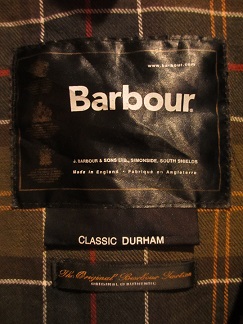 www.barbour.com
Barbour
J. BARBOUR & SONS LTD., SIMONSIDE, SOUTH SHIELDS
Made in England - Fabriqué en Angleterre
CLASSIC DURHAM
The Original Barbour Tartan